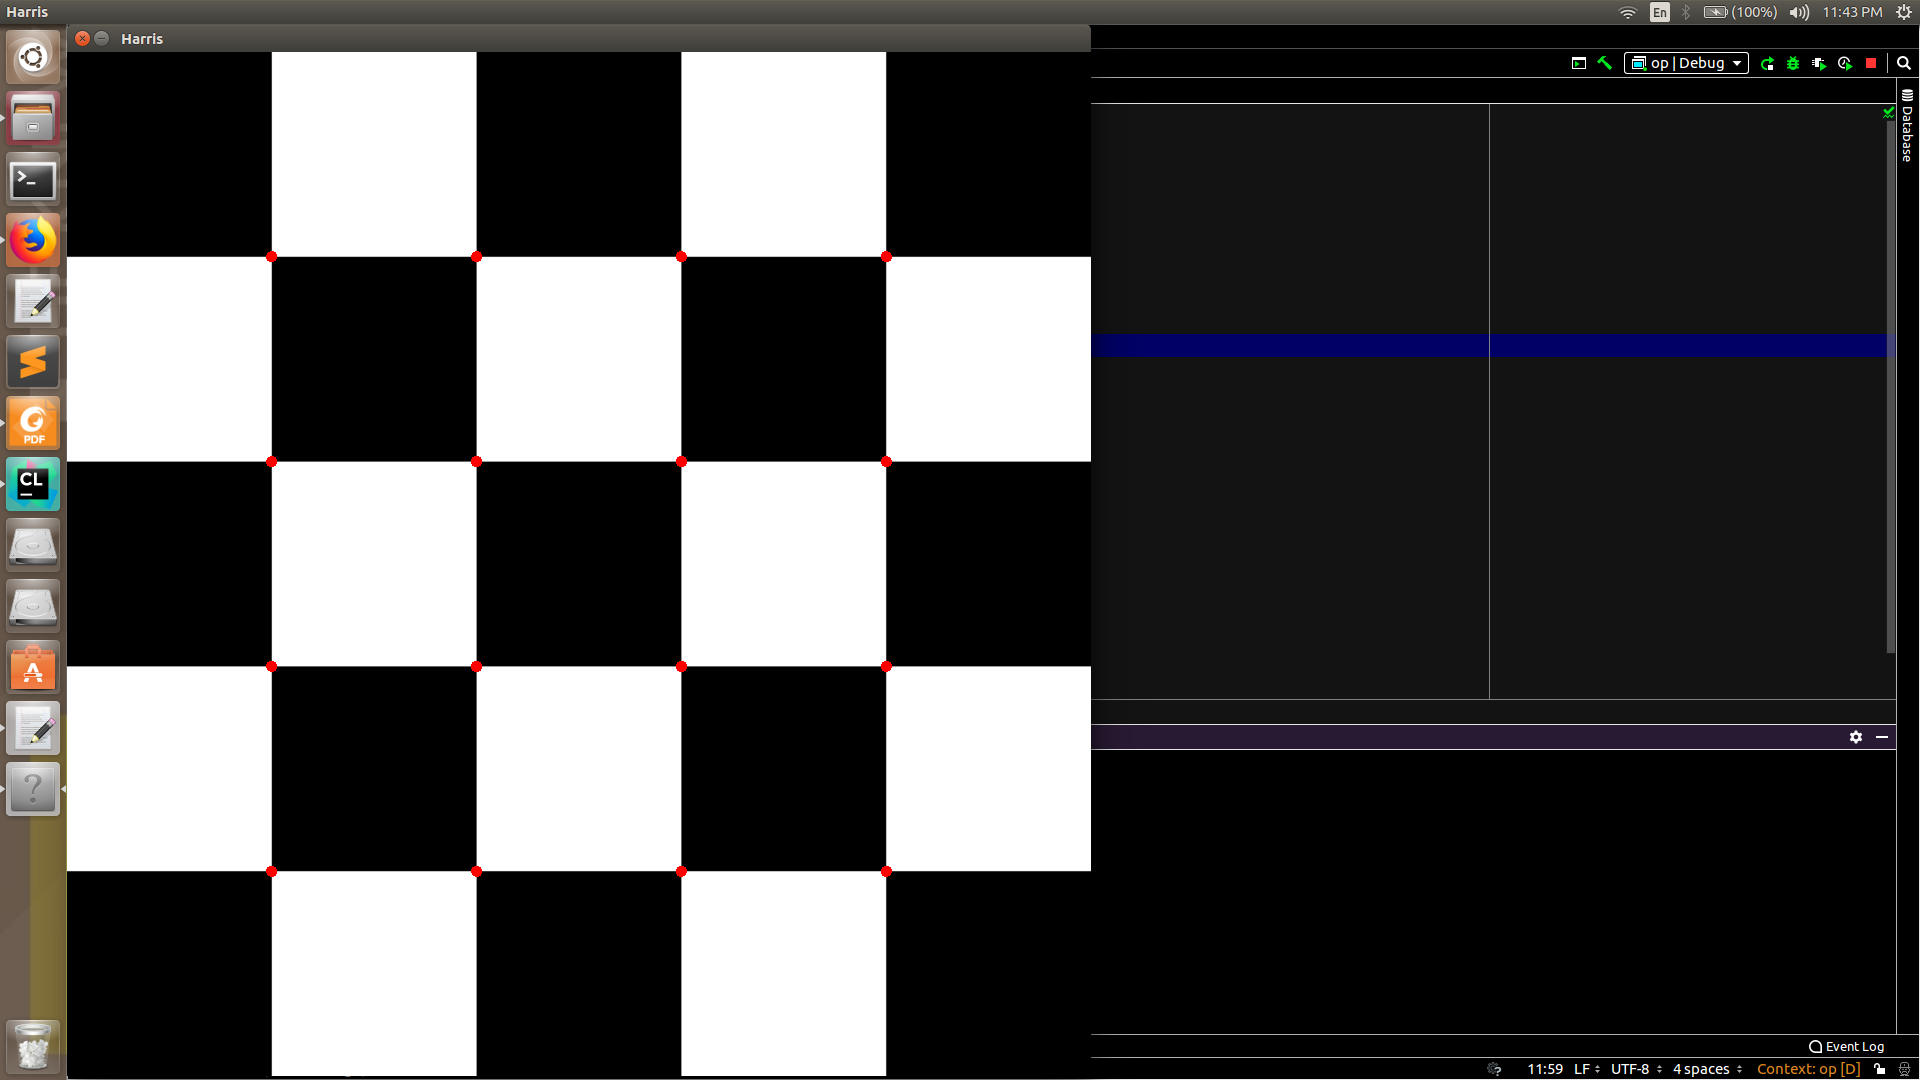 Harris
En
(100%)
11:43 PM
Harris
op | Debug
Database
>_
PDF
CL
A
?
Event Log
11:59 LF UTF-8 4 spaces Context: op [D]